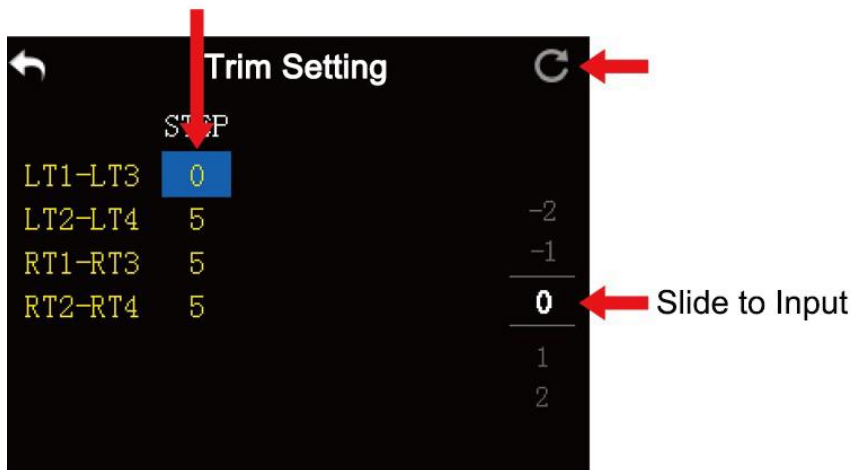 Trim Setting
STEP
LT1-LT3 0
LT2-LT4 5
RT1-RT3 5
RT2-RT4 5
-2
-1
0
1
2
Slide to Input